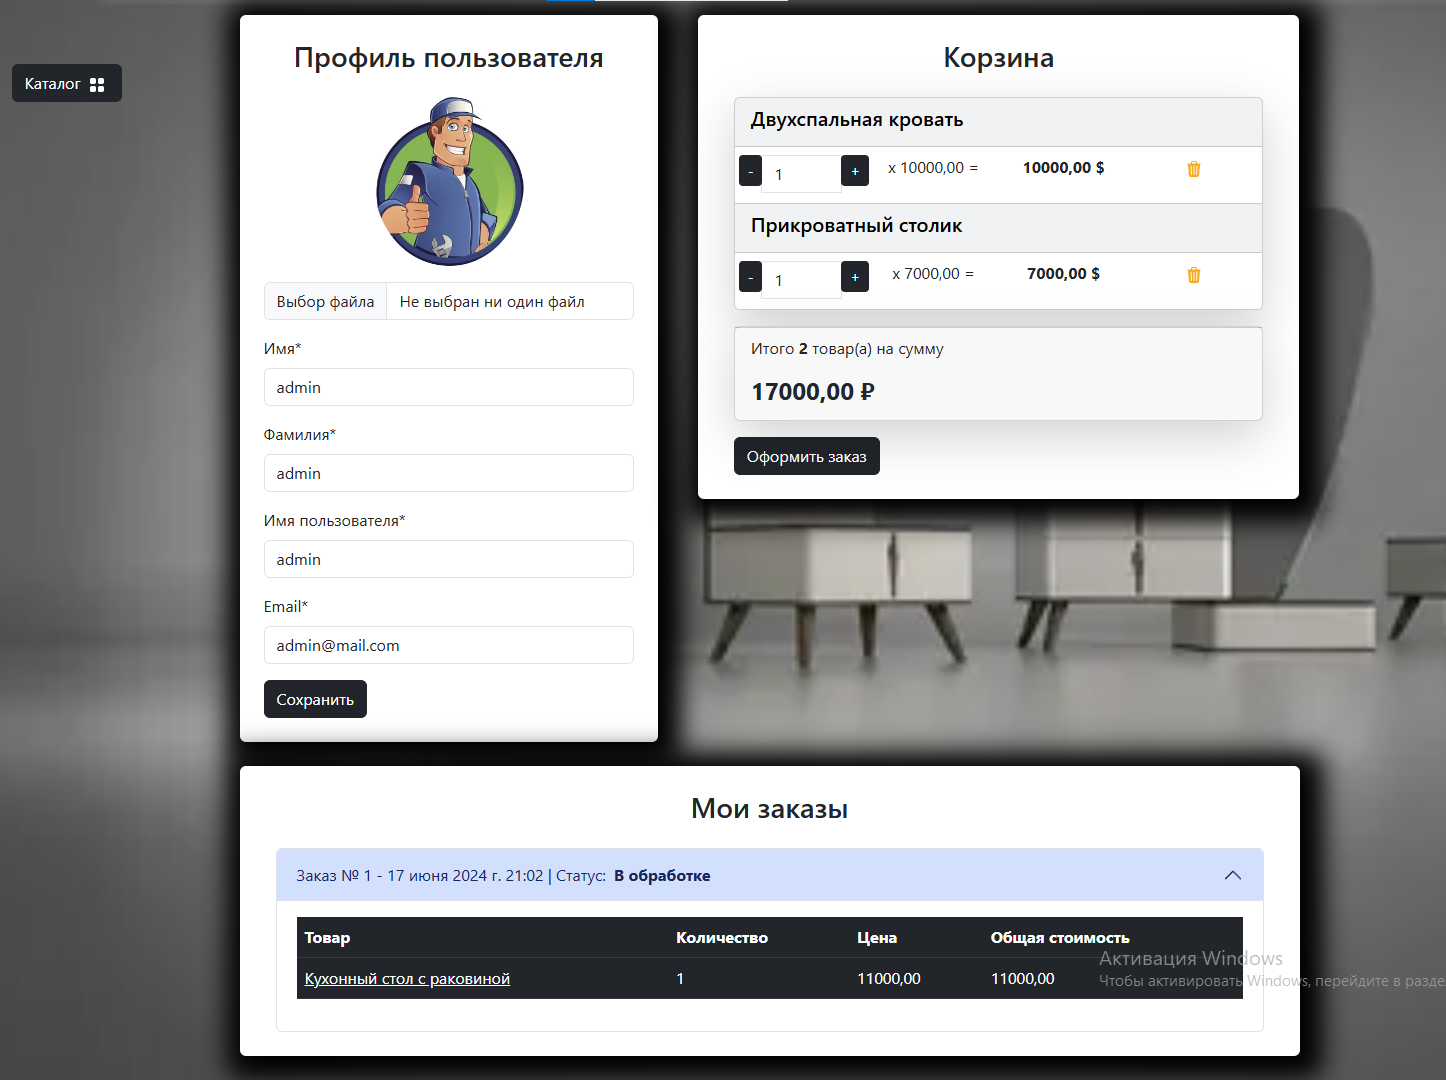 Каталог
Профиль пользователя
Выбор файла Не выбран ни один файл
Имя*
admin
Фамилия*
admin
Имя пользователя*
admin
Email*
admin@mail.com
Сохранить
Корзина
Двухспальная кровать
- 1 + x 10000,00 = 10000,00 $
Прикроватный столик
- 1 + x 7000,00 = 7000,00 $
Итого 2 товар(а) на сумму
17000,00 ₽
Оформить заказ
Мои заказы
Заказ № 1 - 17 июня 2024 г. 21:02 | Статус: В обработке
Товар Количество Цена Общая стоимость
Кухонный стол с раковиной 1 11000,00 11000,00
Активация Windows
Чтобы активировать Windows, перейдите в разде